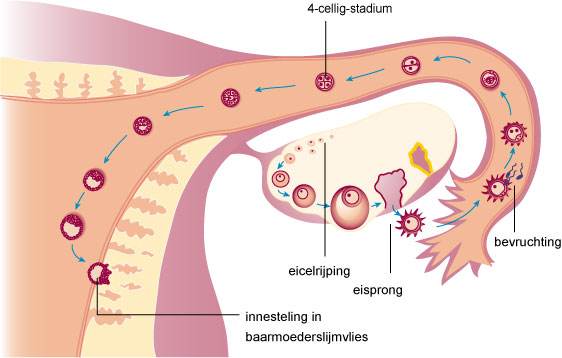 4-cellig-stadium
bevruchting
eicelrijping
eisprong
innesteling in
baarmoederslijmvlies